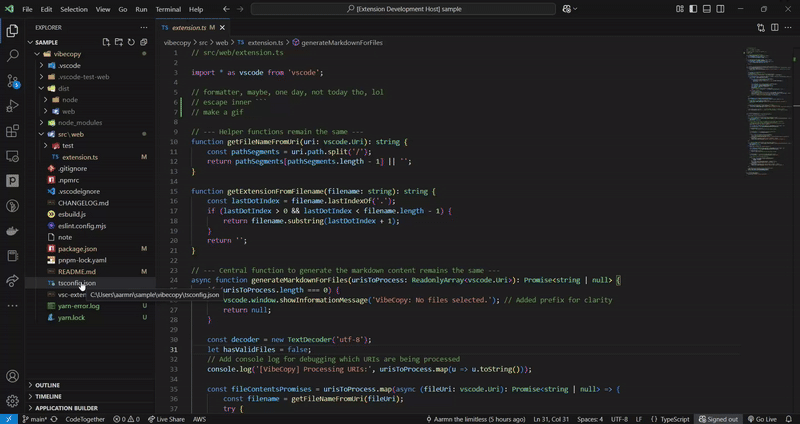 File Edit Selection View Go Run Terminal Help
[Extension Development Host] sample
EXPLORER
SAMPLE
vibecopy
.vscode
.vscode-test-web
dist
node
web
node_modules
src\web
test
extension.ts M
.gitignore
.npmrc
.vscodeignore
CHANGELOG.md
esbuild.js
eslint.config.mjs
note
package.json M
pnpm-lock.yaml
README.md M
tsconfig.json
vsc-exten
C:\Users\aarmn\sample\vibecopy\tsconfig.json
yarn-error.log
yarn.lock
OUTLINE
TIMELINE
APPLICATION BUILDER
extension.ts M
vibecopy > src > web > extension.ts > generateMarkdownForFiles
1 // src/web/extension.ts
2
3 import * as vscode from 'vscode';
4
5 // formatter, maybe, one day, not today tho, lol
6 // escape inner ```
7 // make a gif
8
9 // --- Helper functions remain the same ---
10 function getFileNameFromUri(uri: vscode.Uri): string {
11 const pathSegments = uri.path.split('/');
12 return pathSegments[pathSegments.length - 1] || '';
13 }
14
15 function getExtensionFromFilename(filename: string): string {
16 const lastDotIndex = filename.lastIndexOf('.');
17 if (lastDotIndex > 0 && lastDotIndex < filename.length - 1) {
18 return filename.substring(lastDotIndex + 1);
19 }
20 return '';
21 }
22
23 // --- Central function to generate the markdown content remains the same ---
24 async function generateMarkdownForFiles(urisToProcess: ReadonlyArray<vscode.Uri>): Promise<string | null> {
urisToProcess.length === 0) {
vscode.window.showInformationMessage('VibeCopy: No files selected.'); // Added prefix for clarity
27 return null;
28 }
29
30 const decoder = new TextDecoder('utf-8');
31 let hasValidFiles = false;
32 // Add console log for debugging which URIs are being processed
33 console.log('[VibeCopy] Processing URIs:', urisToProcess.map(u => u.toString()));
34
35 const fileContentsPromises = urisToProcess.map(async (fileUri: vscode.Uri): Promise<string | null> => {
36 const filename = getFileNameFromUri(fileUri);
37 try {
main* CodeTogether 0 0 Live Share AWS
Aarmn the limitless (5 hours ago) Ln 31, Col 31 Spaces: 4 UTF-8 LF {} TypeScript Signed out Go Live